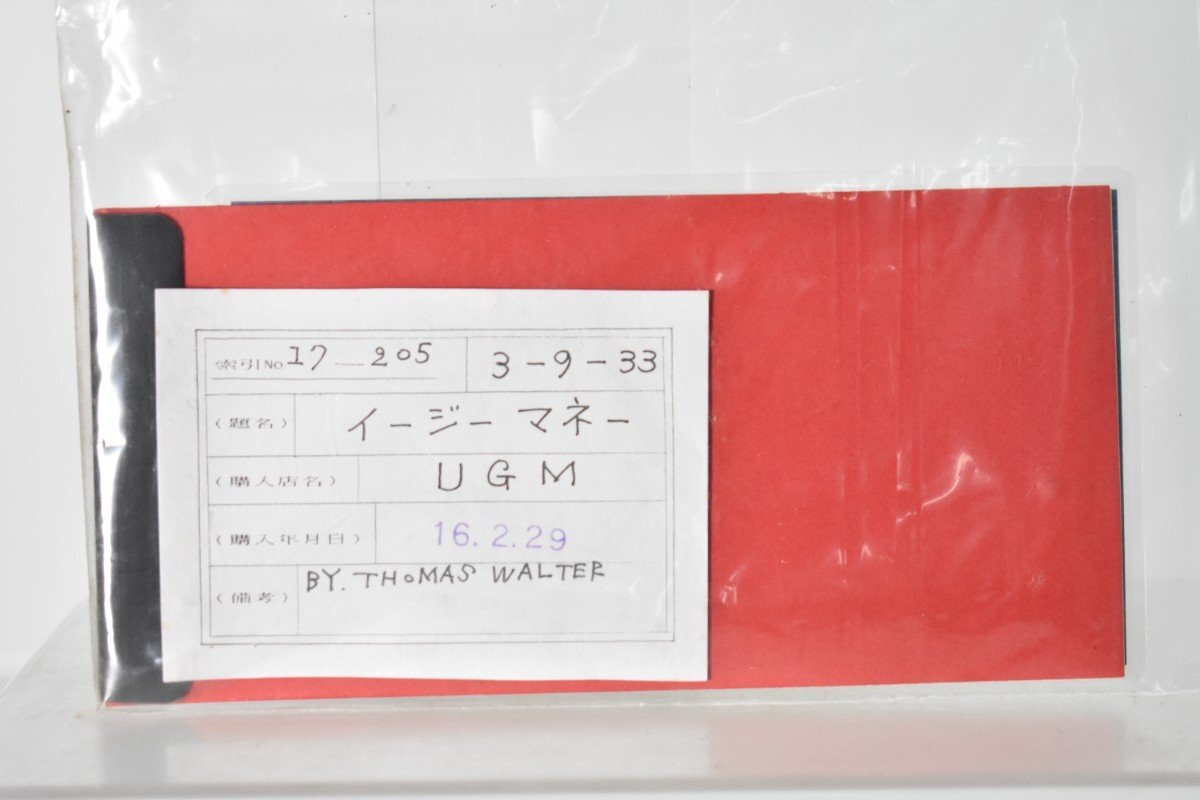 索引No. 17-205 3-9-33
(題名) イージーマネー
(購入店名) UGM
(購入年月日) 16.2.29
(備考) BY. THOMAS WALTER